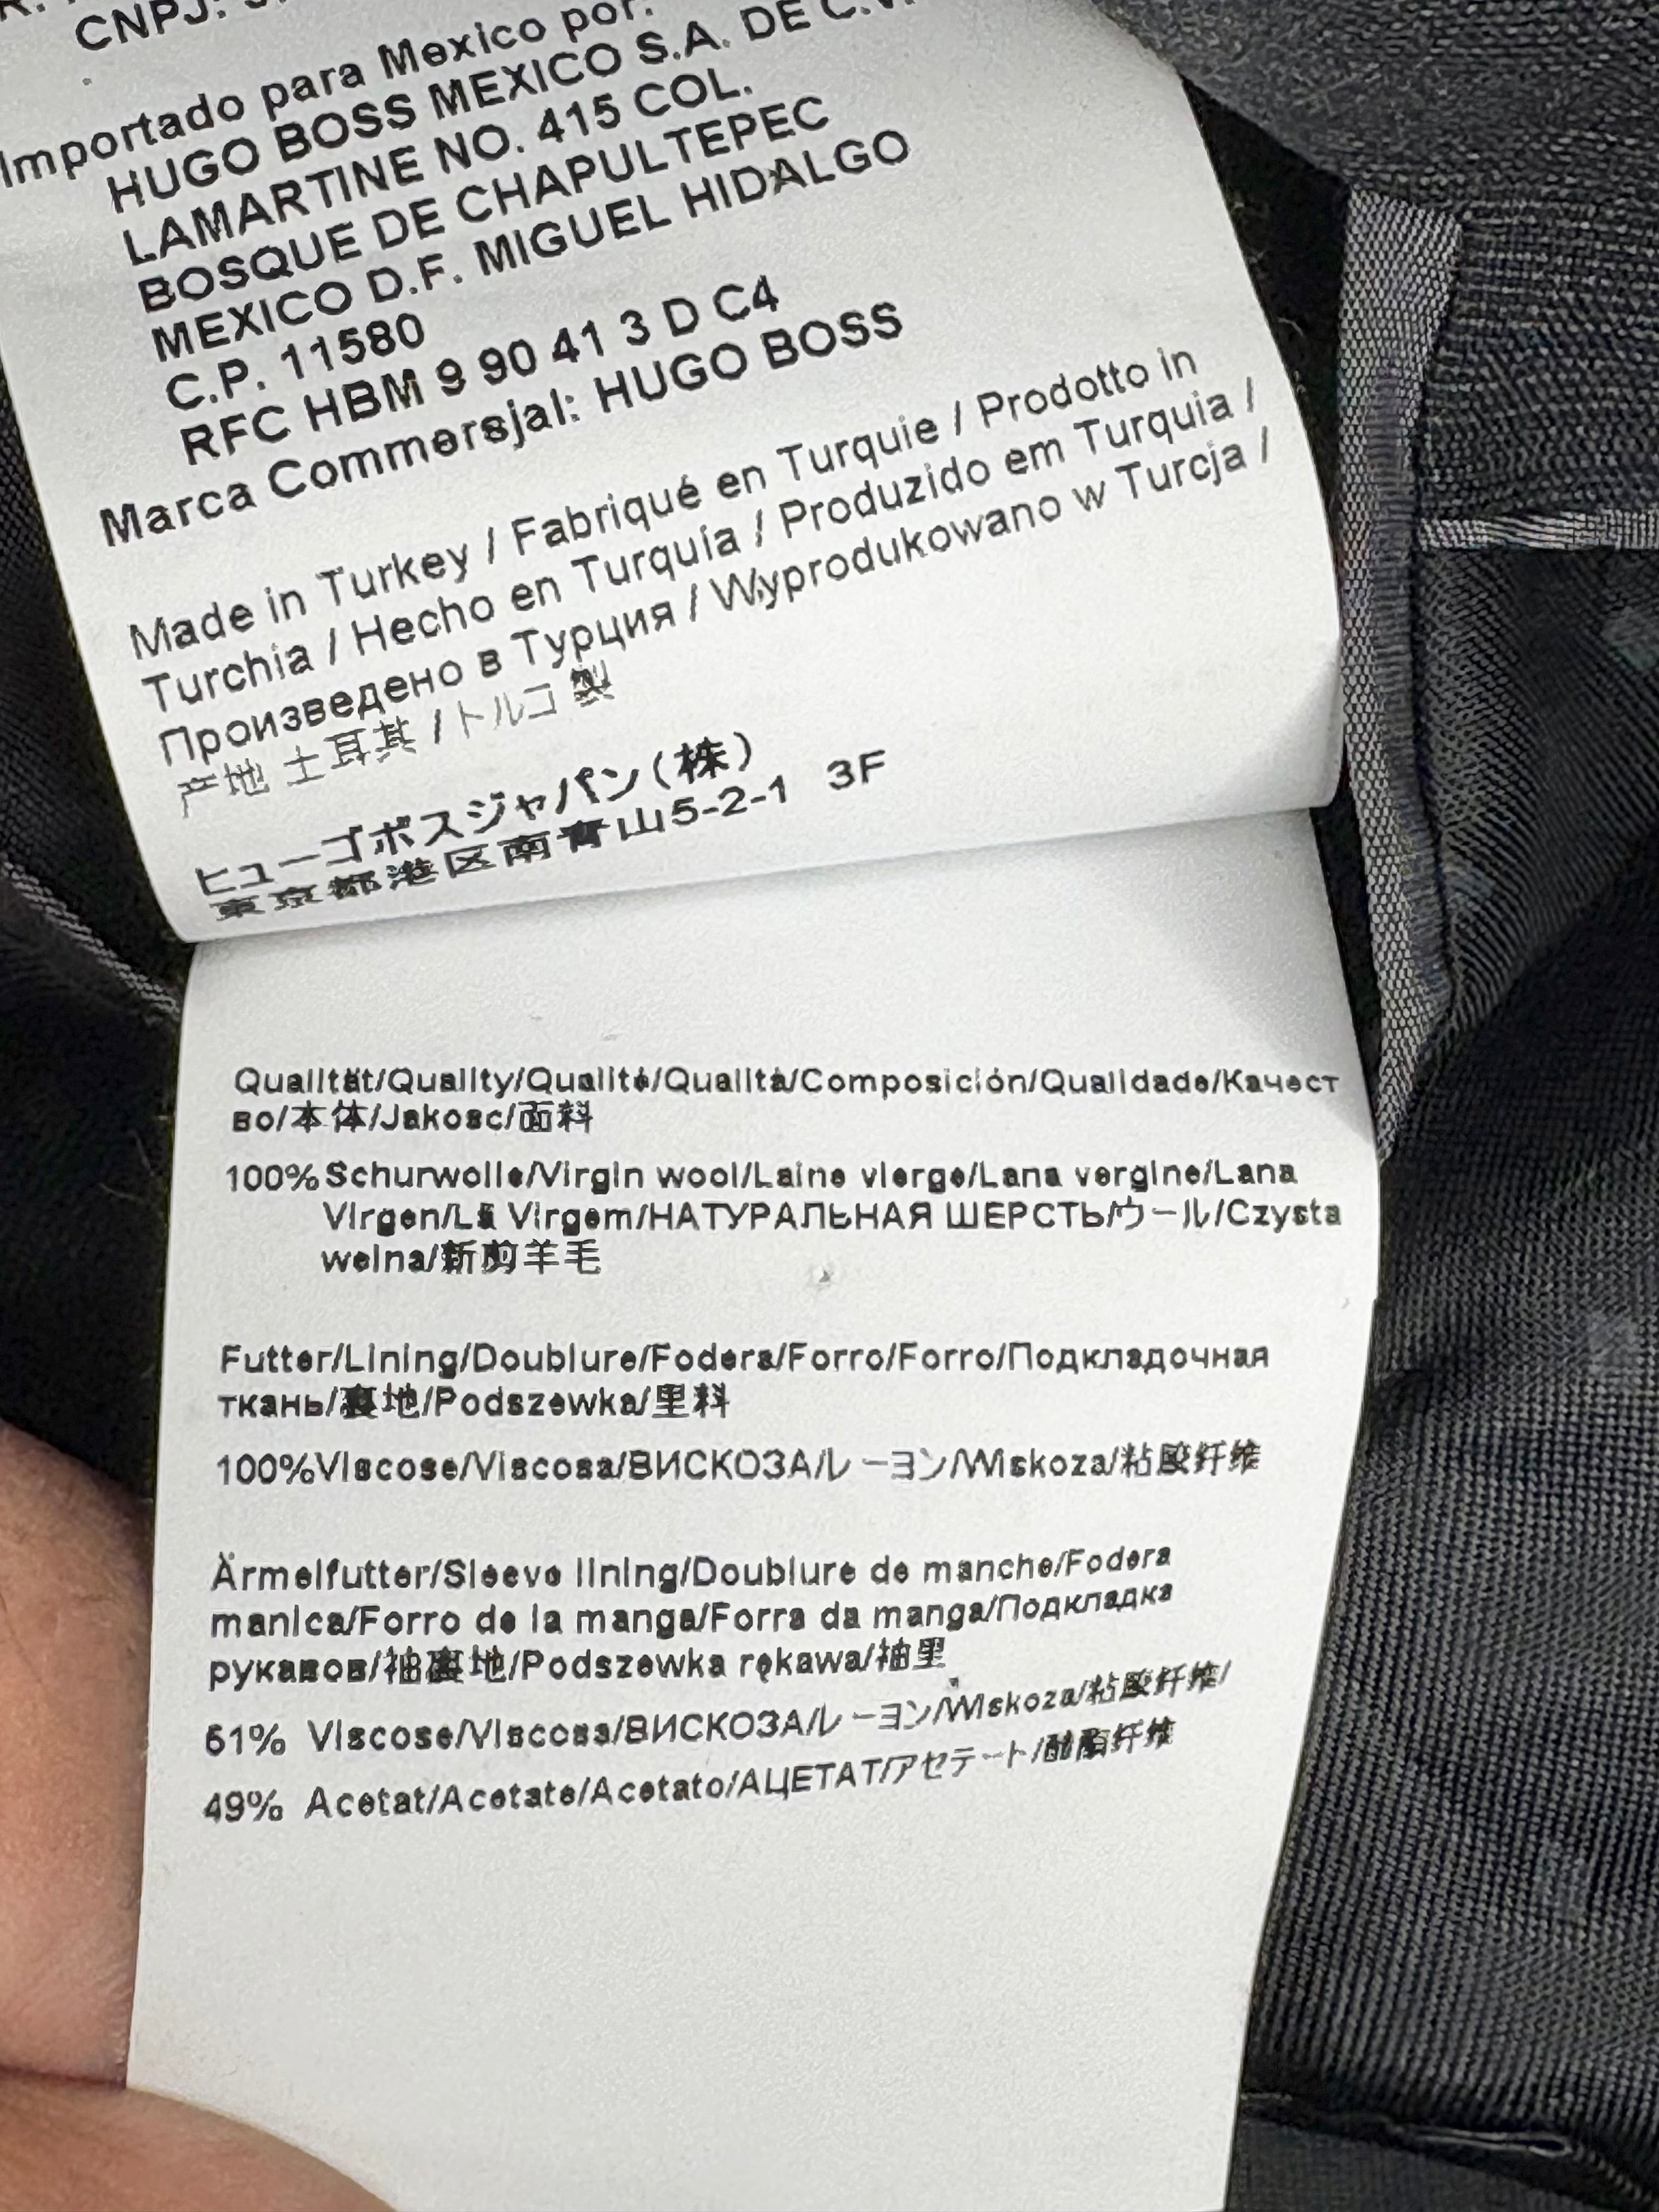 CNPJ:
Importado para Mexico por:
HUGO BOSS MEXICO S.A. DE C.V.
LAMARTINE NO. 415 COL.
BOSQUE DE CHAPULTEPEC
MEXICO D.F. MIGUEL HIDALGO
C.P. 11580
RFC HBM 9 90 41 3 D C4
Marca Commersjal: HUGO BOSS
Made in Turkey / Fabriqué en Turquie / Prodotto in
Turchia / Hecho en Turquía / Produzido em Turquia /
Произведено в Турция / Wyprodukowano w Turcja /
产地 土耳其 / トルコ 製
ヒューゴボスジャパン(株)
東京都港区南青山5-2-1 3F
Qualität/Quality/Qualité/Qualità/Composición/Qualidade/Качест
во/本体/Jakosc/面料
100% Schurwolle/Virgin wool/Laine vierge/Lana vergine/Lana
Virgen/Lã Virgem/НАТУРАЛЬНАЯ ШЕРСТЬ/ウール/Czysta
welna/新剪羊毛
Futter/Lining/Doublure/Fodera/Forro/Forro/Подкладочная
ткань/裏地/Podszewka/里料
100%Viscose/Viscosa/ВИСКОЗА/レーヨン/Wiskoza/粘胶纤维
Ärmelfutter/Sleeve lining/Doublure de manche/Fodera
manica/Forro de la manga/Forra da manga/Подкладка
рукавов/袖裏地/Podszewka rękawa/袖里
51% Viscose/Viscosa/ВИСКОЗА/レーヨン/Wiskoza/粘胶纤维/
49% Acetat/Acetate/Acetato/АЦЕТАТ/アセテート/醋酯纤维